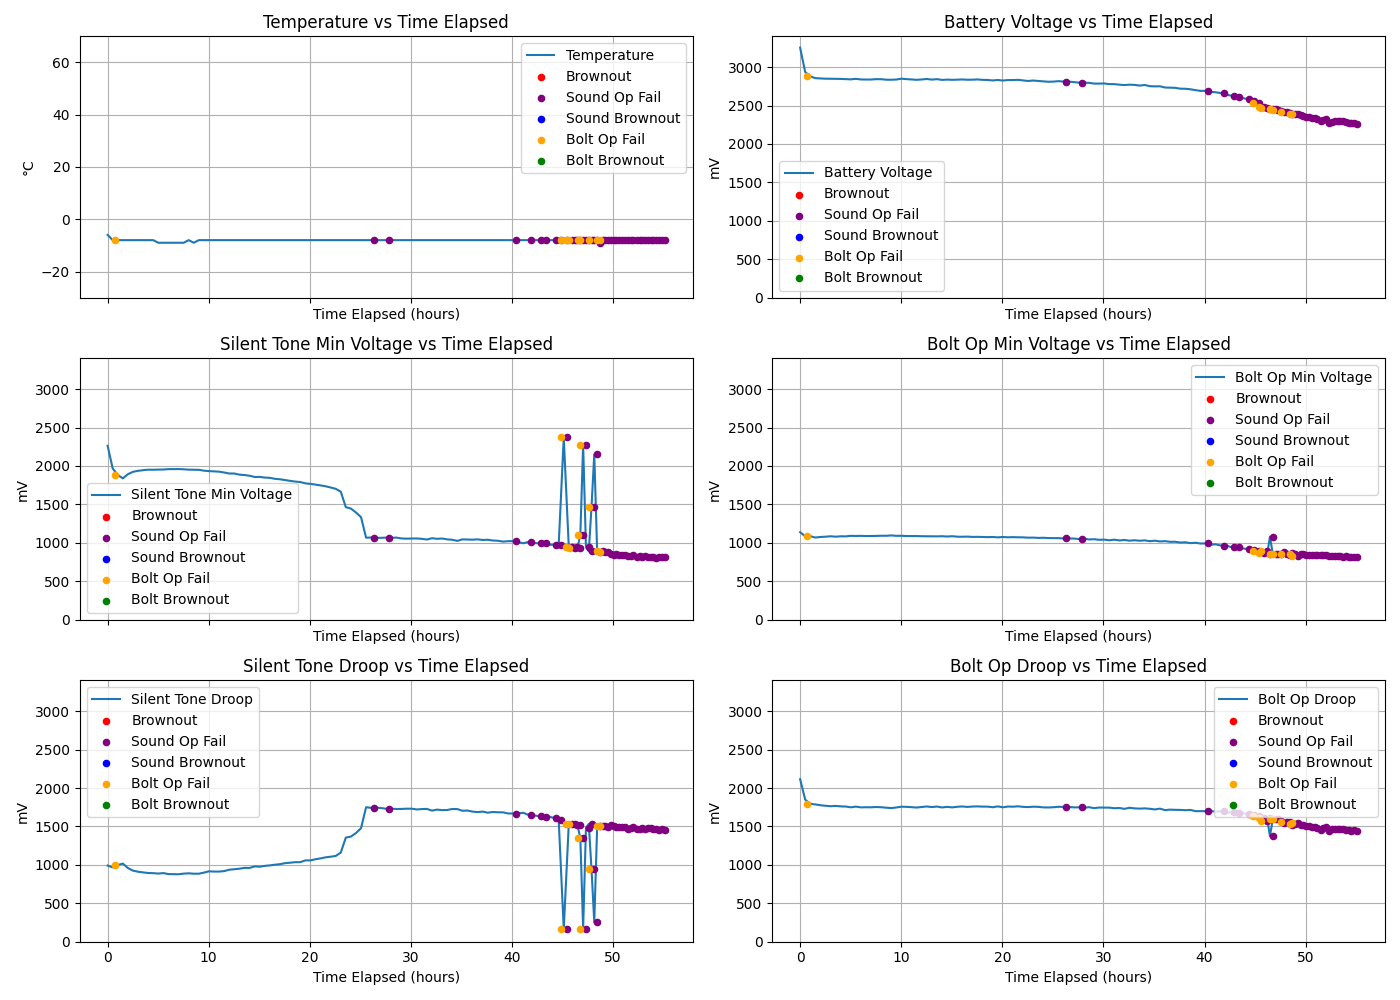 Temperature vs Time Elapsed
60
40
20
0
−20
°C
Temperature
Brownout
Sound Op Fail
Sound Brownout
Bolt Op Fail
Bolt Brownout
Time Elapsed (hours)
Battery Voltage vs Time Elapsed
3000
2500
2000
1500
1000
500
0
mV
Battery Voltage
Brownout
Sound Op Fail
Sound Brownout
Bolt Op Fail
Bolt Brownout
Time Elapsed (hours)
Silent Tone Min Voltage vs Time Elapsed
3000
2500
2000
1500
1000
500
0
mV
Silent Tone Min Voltage
Brownout
Sound Op Fail
Sound Brownout
Bolt Op Fail
Bolt Brownout
Time Elapsed (hours)
Bolt Op Min Voltage vs Time Elapsed
3000
2500
2000
1500
1000
500
0
mV
Bolt Op Min Voltage
Brownout
Sound Op Fail
Sound Brownout
Bolt Op Fail
Bolt Brownout
Time Elapsed (hours)
Silent Tone Droop vs Time Elapsed
3000
2500
2000
1500
1000
500
0
mV
Silent Tone Droop
Brownout
Sound Op Fail
Sound Brownout
Bolt Op Fail
Bolt Brownout
0 10 20 30 40 50
Time Elapsed (hours)
Bolt Op Droop vs Time Elapsed
3000
2500
2000
1500
1000
500
0
mV
Bolt Op Droop
Brownout
Sound Op Fail
Sound Brownout
Bolt Op Fail
Bolt Brownout
0 10 20 30 40 50
Time Elapsed (hours)